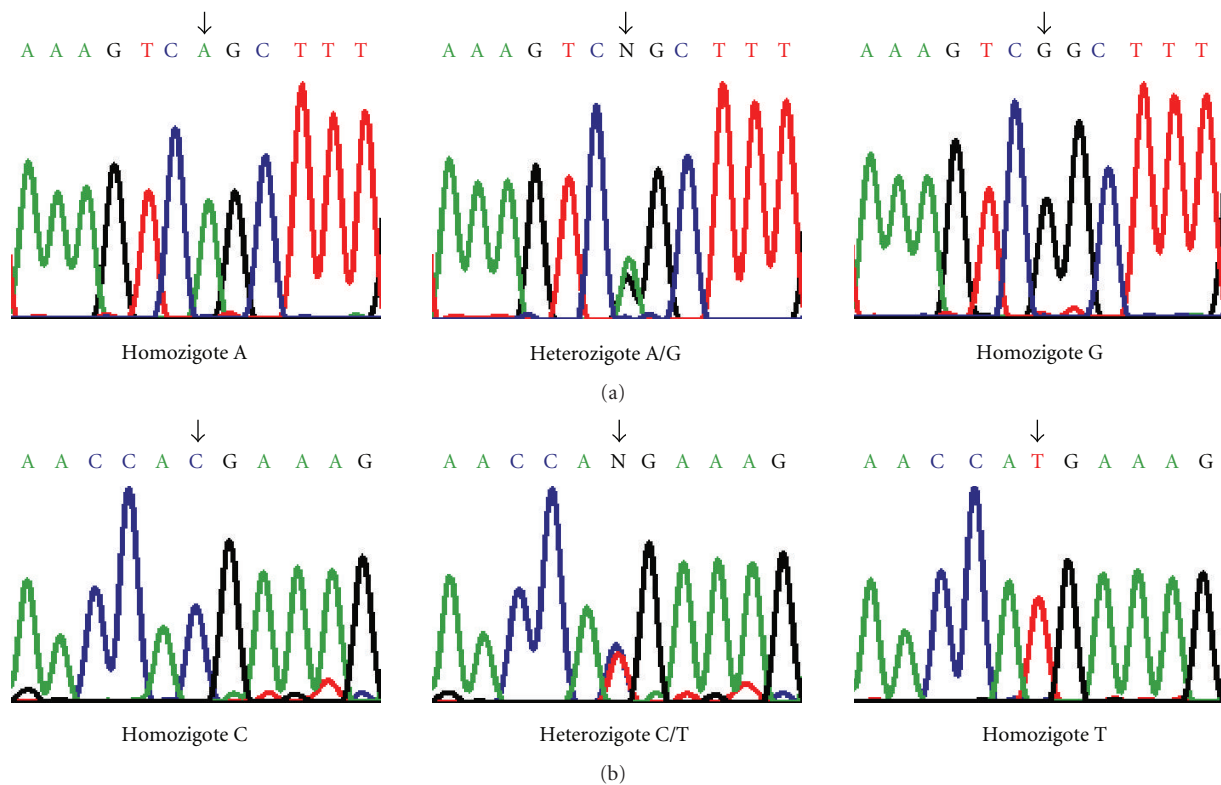 ↓ ↓ ↓
A A A G T C A G C T T T
A A A G T C N G C T T T
A A A G T C G G C T T T
Homozigote A
Heterozigote A/G
Homozigote G
(a)
↓ ↓ ↓
A A C C A C G A A A G
A A C C A N G A A A G
A A C C A T G A A A G
Homozigote C
Heterozigote C/T
Homozigote T
(b)